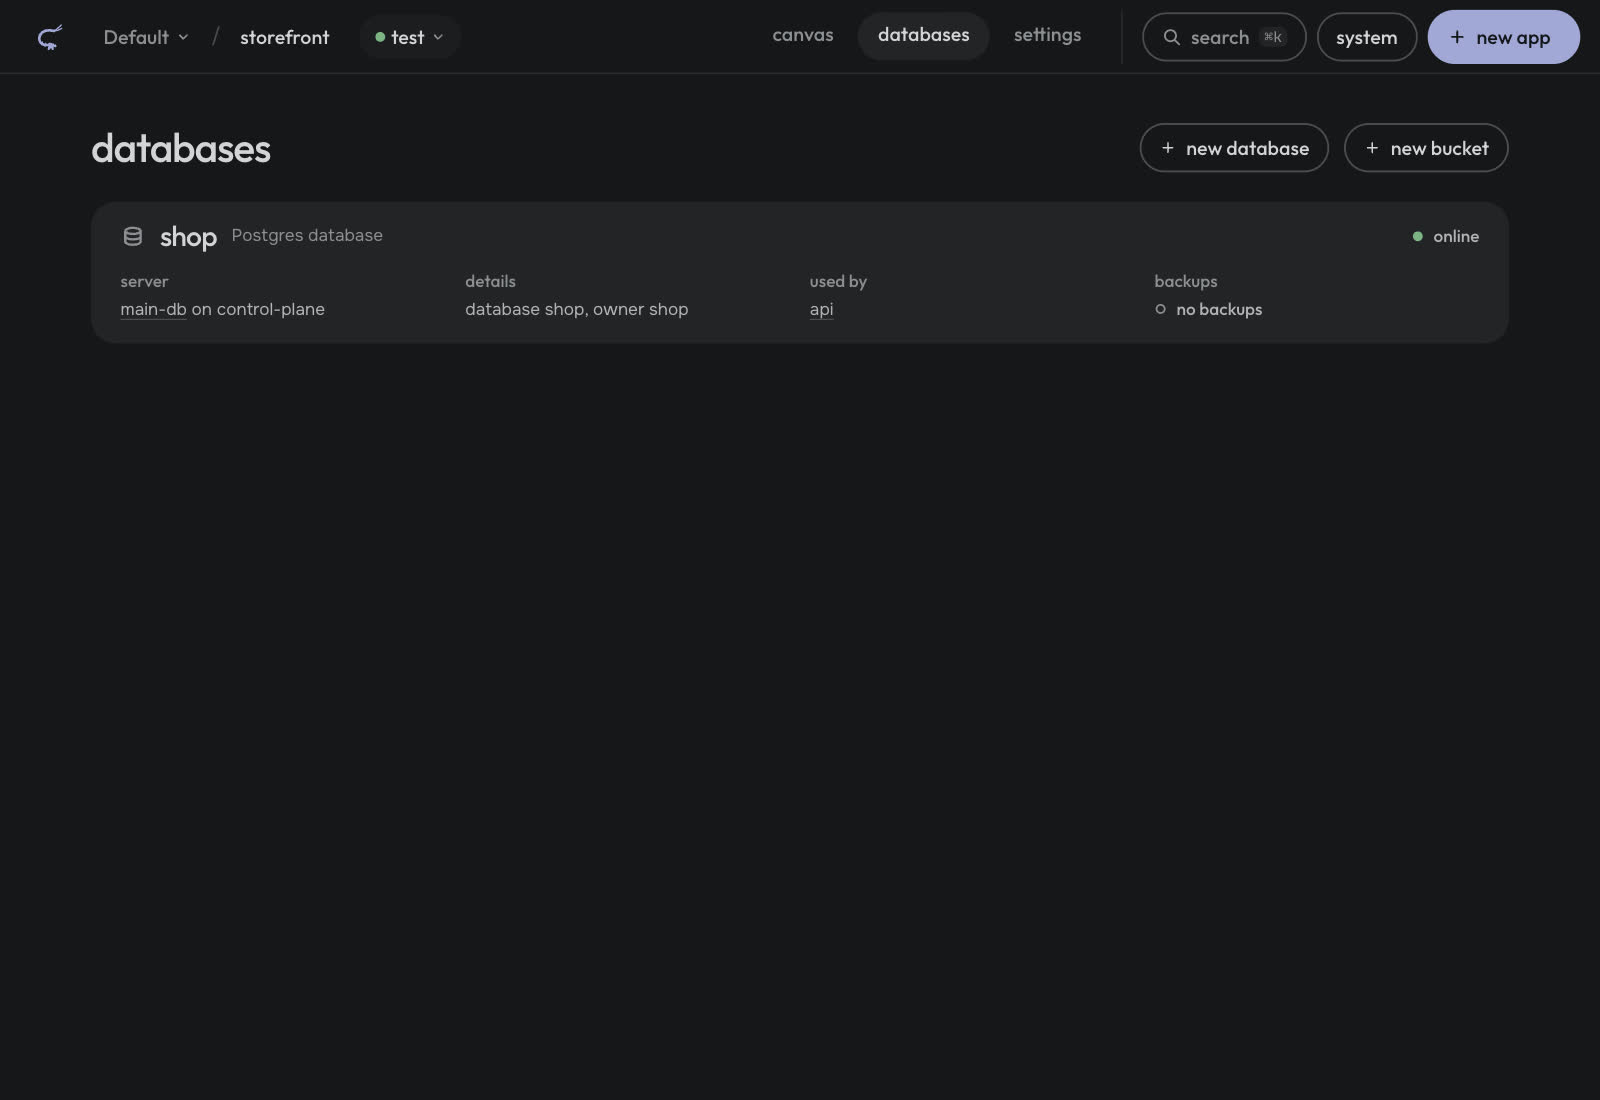 Default / storefront test canvas databases settings search ⌘k system + new app
databases + new database + new bucket
shop Postgres database online
server details used by backups
main-db on control-plane database shop, owner shop api no backups